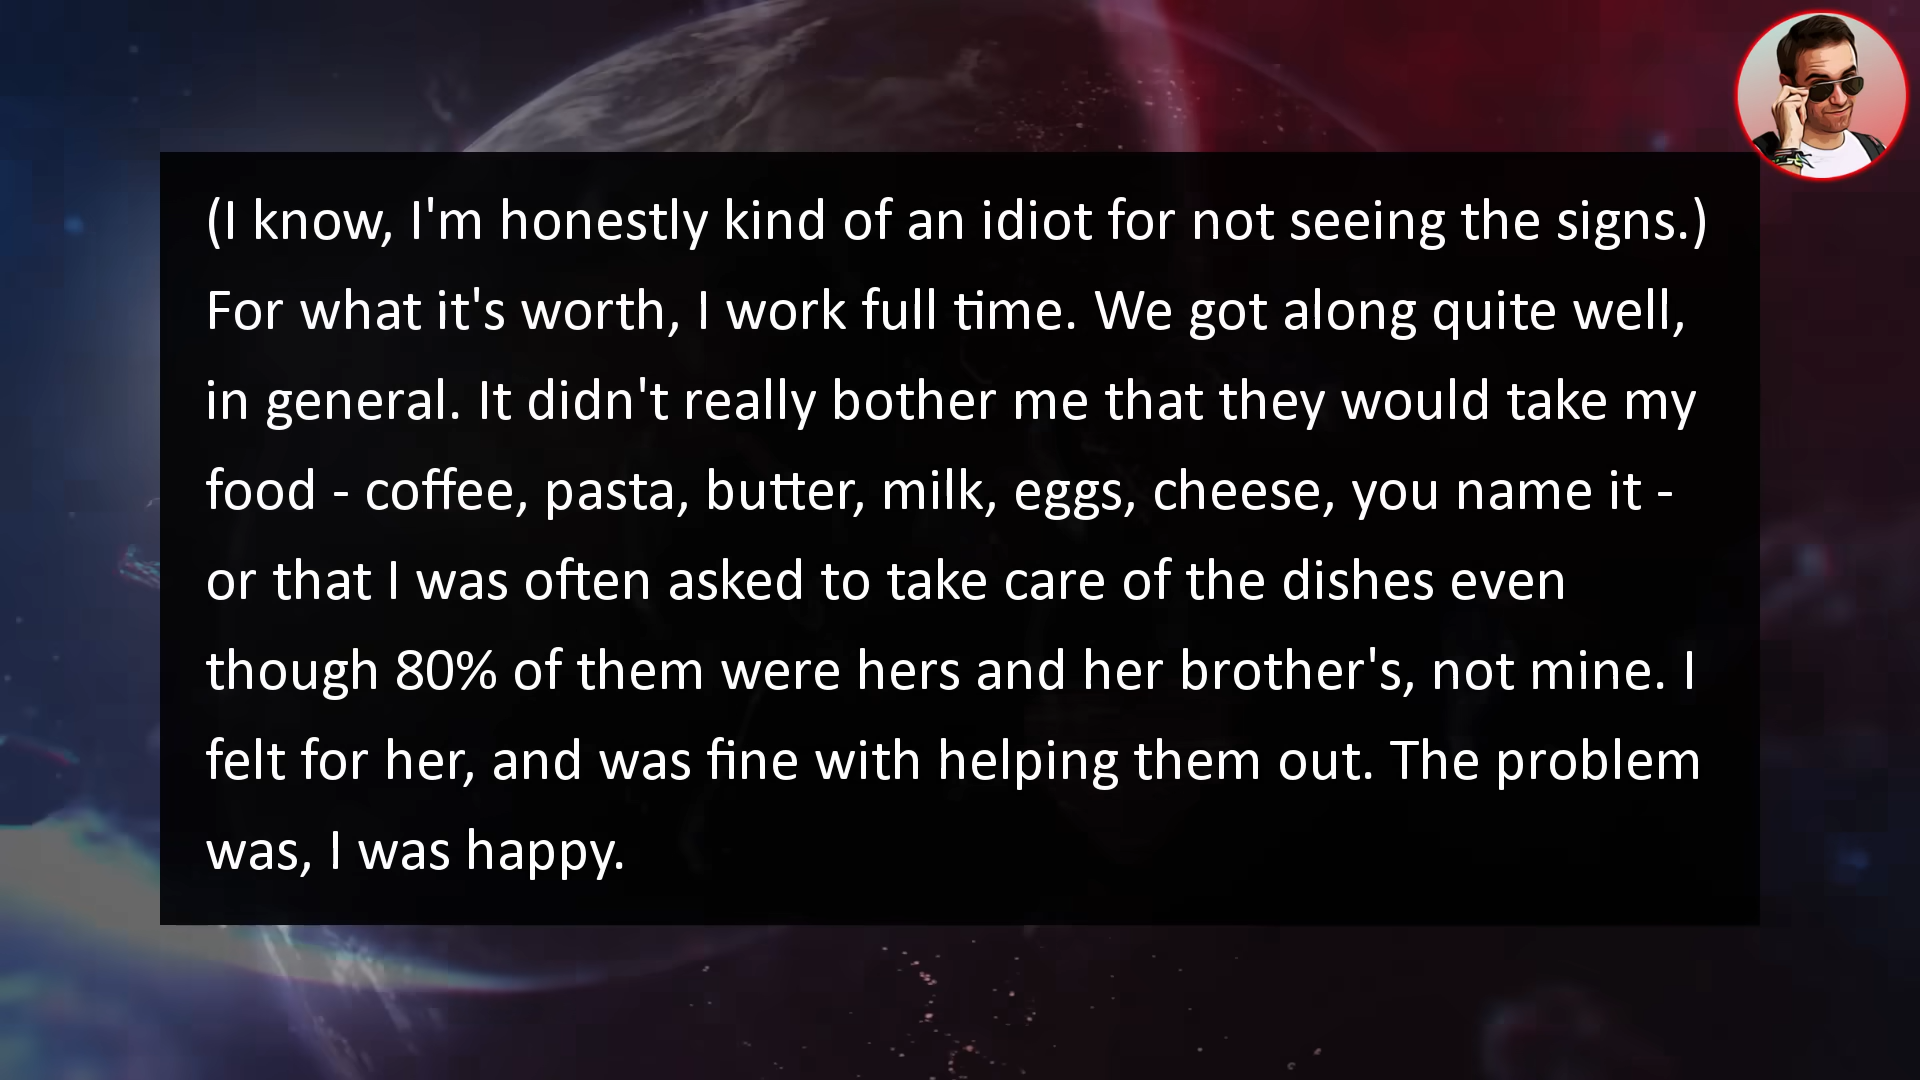 (I know, I'm honestly kind of an idiot for not seeing the signs.)
For what it's worth, I work full time. We got along quite well,
in general. It didn't really bother me that they would take my
food - coffee, pasta, butter, milk, eggs, cheese, you name it -
or that I was often asked to take care of the dishes even
though 80% of them were hers and her brother's, not mine. I
felt for her, and was fine with helping them out. The problem
was, I was happy.